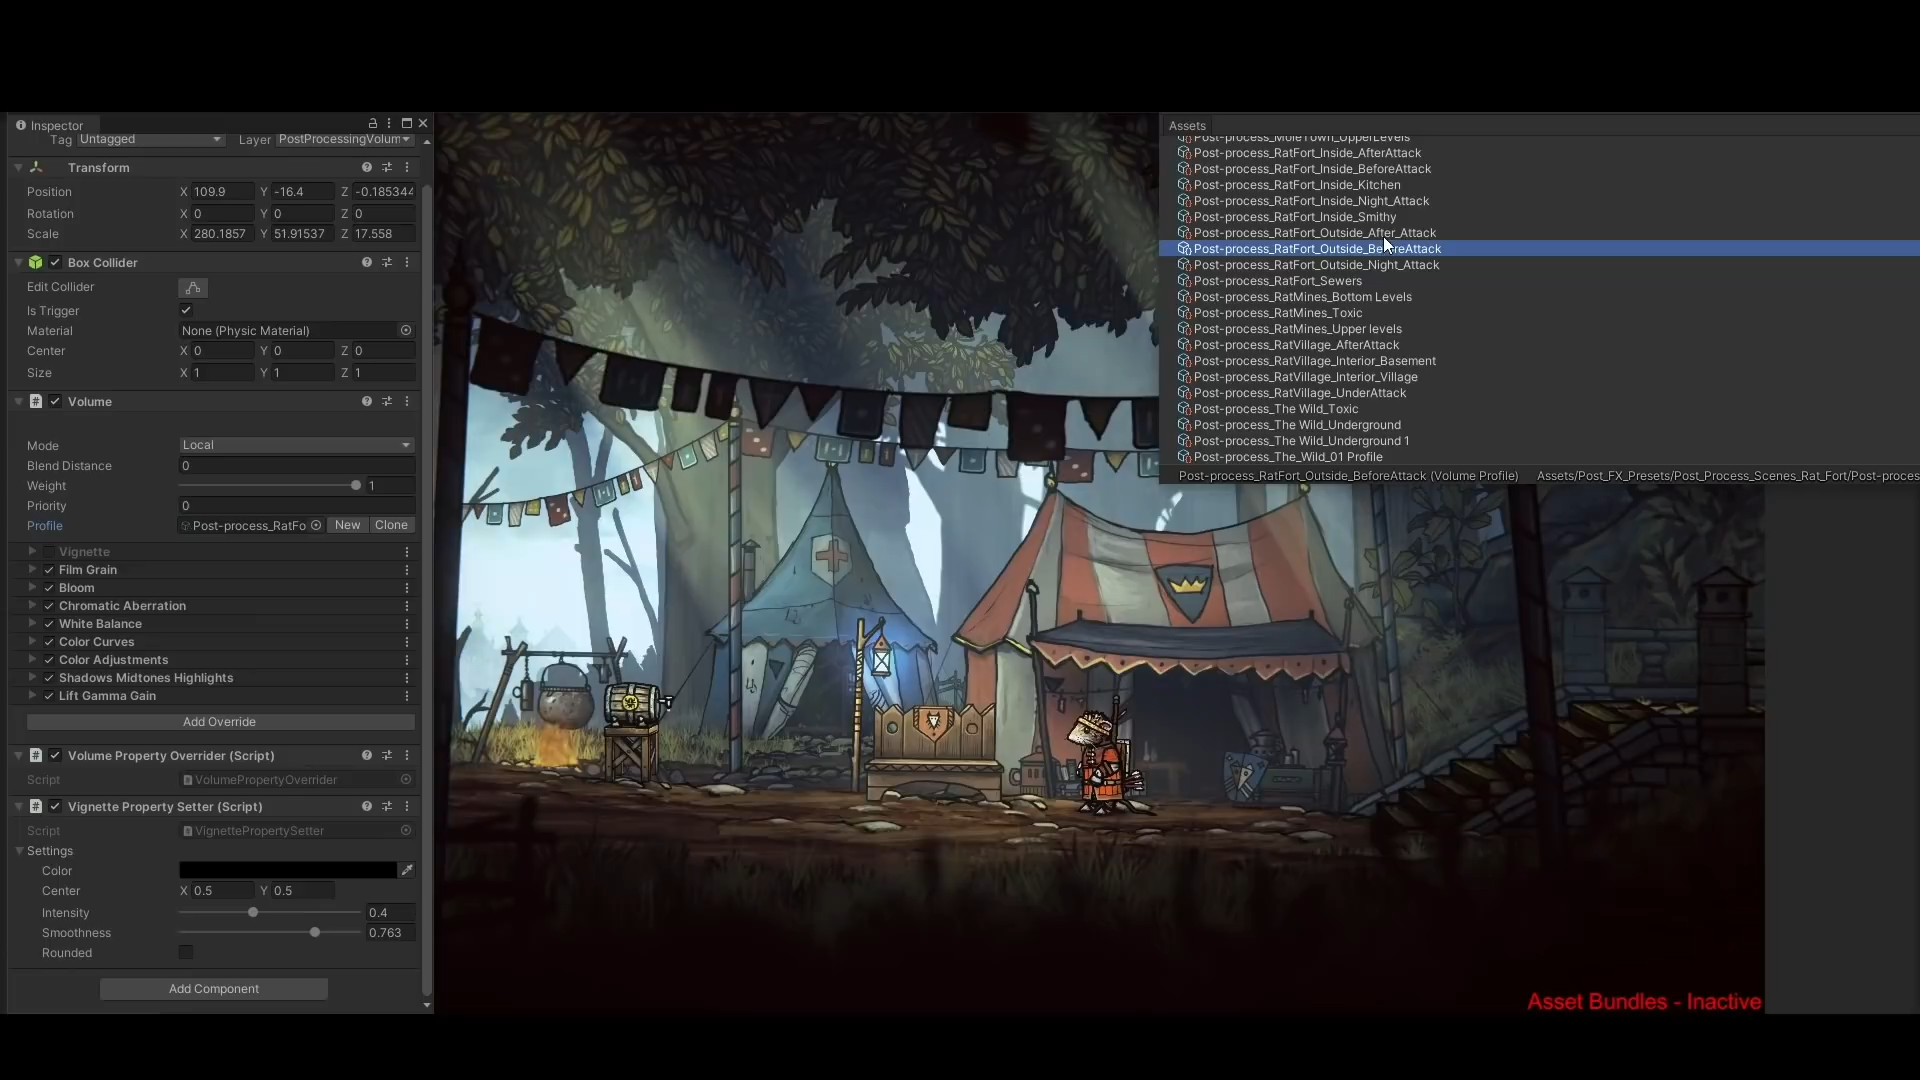 Inspector
Tag Untagged Layer PostProcessingVolum
Transform
Position X 109.9 Y -16.4 Z -0.185344
Rotation X 0 Y 0 Z 0
Scale X 280.1857 Y 51.91537 Z 17.558
Box Collider
Edit Collider
Is Trigger
Material None (Physic Material)
Center X 0 Y 0 Z 0
Size X 1 Y 1 Z 1
# Volume
Mode Local
Blend Distance 0
Weight 1
Priority 0
Profile Post-process_RatFo New Clone
Vignette
Film Grain
Bloom
Chromatic Aberration
White Balance
Color Curves
Color Adjustments
Shadows Midtones Highlights
Lift Gamma Gain
Add Override
# Volume Property Overrider (Script)
Script VolumePropertyOverrider
# Vignette Property Setter (Script)
Script VignettePropertySetter
Settings
Color
Center X 0.5 Y 0.5
Intensity 0.4
Smoothness 0.763
Rounded
Add Component
Assets
Post-process_MoleTown_UpperLevels
Post-process_RatFort_Inside_AfterAttack
Post-process_RatFort_Inside_BeforeAttack
Post-process_RatFort_Inside_Kitchen
Post-process_RatFort_Inside_Night_Attack
Post-process_RatFort_Inside_Smithy
Post-process_RatFort_Outside_After_Attack
Post-process_RatFort_Outside_BeforeAttack
Post-process_RatFort_Outside_Night_Attack
Post-process_RatFort_Sewers
Post-process_RatMines_Bottom Levels
Post-process_RatMines_Toxic
Post-process_RatMines_Upper levels
Post-process_RatVillage_AfterAttack
Post-process_RatVillage_Interior_Basement
Post-process_RatVillage_Interior_Village
Post-process_RatVillage_UnderAttack
Post-process_The Wild_Toxic
Post-process_The Wild_Underground
Post-process_The Wild_Underground 1
Post-process_The_Wild_01 Profile
Post-process_RatFort_Outside_BeforeAttack (Volume Profile) Assets/Post_FX_Presets/Post_Process_Scenes_Rat_Fort/Post-proces
Asset Bundles - Inactive